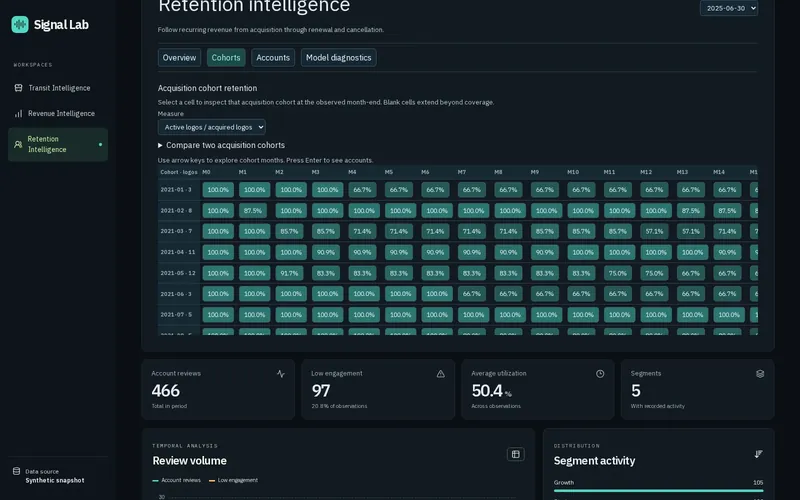 Signal Lab
WORKSPACES
Transit Intelligence
Revenue Intelligence
Retention Intelligence
Data source
Synthetic snapshot
Retention intelligence
2025-06-30
Follow recurring revenue from acquisition through renewal and cancellation.
Overview Cohorts Accounts Model diagnostics
Acquisition cohort retention
Select a cell to inspect that acquisition cohort at the observed month-end. Blank cells extend beyond coverage.
Measure
Active logos / acquired logos
Compare two acquisition cohorts
Use arrow keys to explore cohort months. Press Enter to see accounts.
Cohort · logos M0 M1 M2 M3 M4 M5 M6 M7 M8 M9 M10 M11 M12 M13 M14
2021-01 · 3 100.0% 100.0% 100.0% 100.0% 66.7% 66.7% 66.7% 66.7% 66.7% 66.7% 66.7% 66.7% 66.7% 66.7% 66.7%
2021-02 · 8 100.0% 87.5% 100.0% 100.0% 100.0% 100.0% 100.0% 100.0% 100.0% 100.0% 100.0% 100.0% 100.0% 87.5% 87.5%
2021-03 · 7 100.0% 100.0% 85.7% 85.7% 71.4% 71.4% 71.4% 71.4% 85.7% 85.7% 85.7% 57.1% 57.1% 57.1% 71.4%
2021-04 · 11 100.0% 100.0% 100.0% 90.9% 90.9% 90.9% 90.9% 90.9% 90.9% 90.9% 100.0% 100.0% 100.0% 100.0% 90.9%
2021-05 · 12 100.0% 100.0% 91.7% 83.3% 83.3% 83.3% 83.3% 83.3% 83.3% 83.3% 83.3% 75.0% 75.0% 66.7% 66.7%
2021-06 · 3 100.0% 100.0% 100.0% 100.0% 100.0% 100.0% 66.7% 66.7% 66.7% 66.7% 66.7% 66.7% 66.7% 66.7% 66.7%
2021-07 · 5 100.0% 100.0% 100.0% 100.0% 100.0% 100.0% 100.0% 100.0% 100.0% 100.0% 100.0% 100.0% 100.0% 100.0% 100.0%
Account reviews
466
Total in period
Low engagement
97
20.8% of observations
Average utilization
50.4 %
Across observations
Segments
5
With recorded activity
TEMPORAL ANALYSIS
Review volume
Account reviews Low engagement
30
DISTRIBUTION
Segment activity
Growth 105